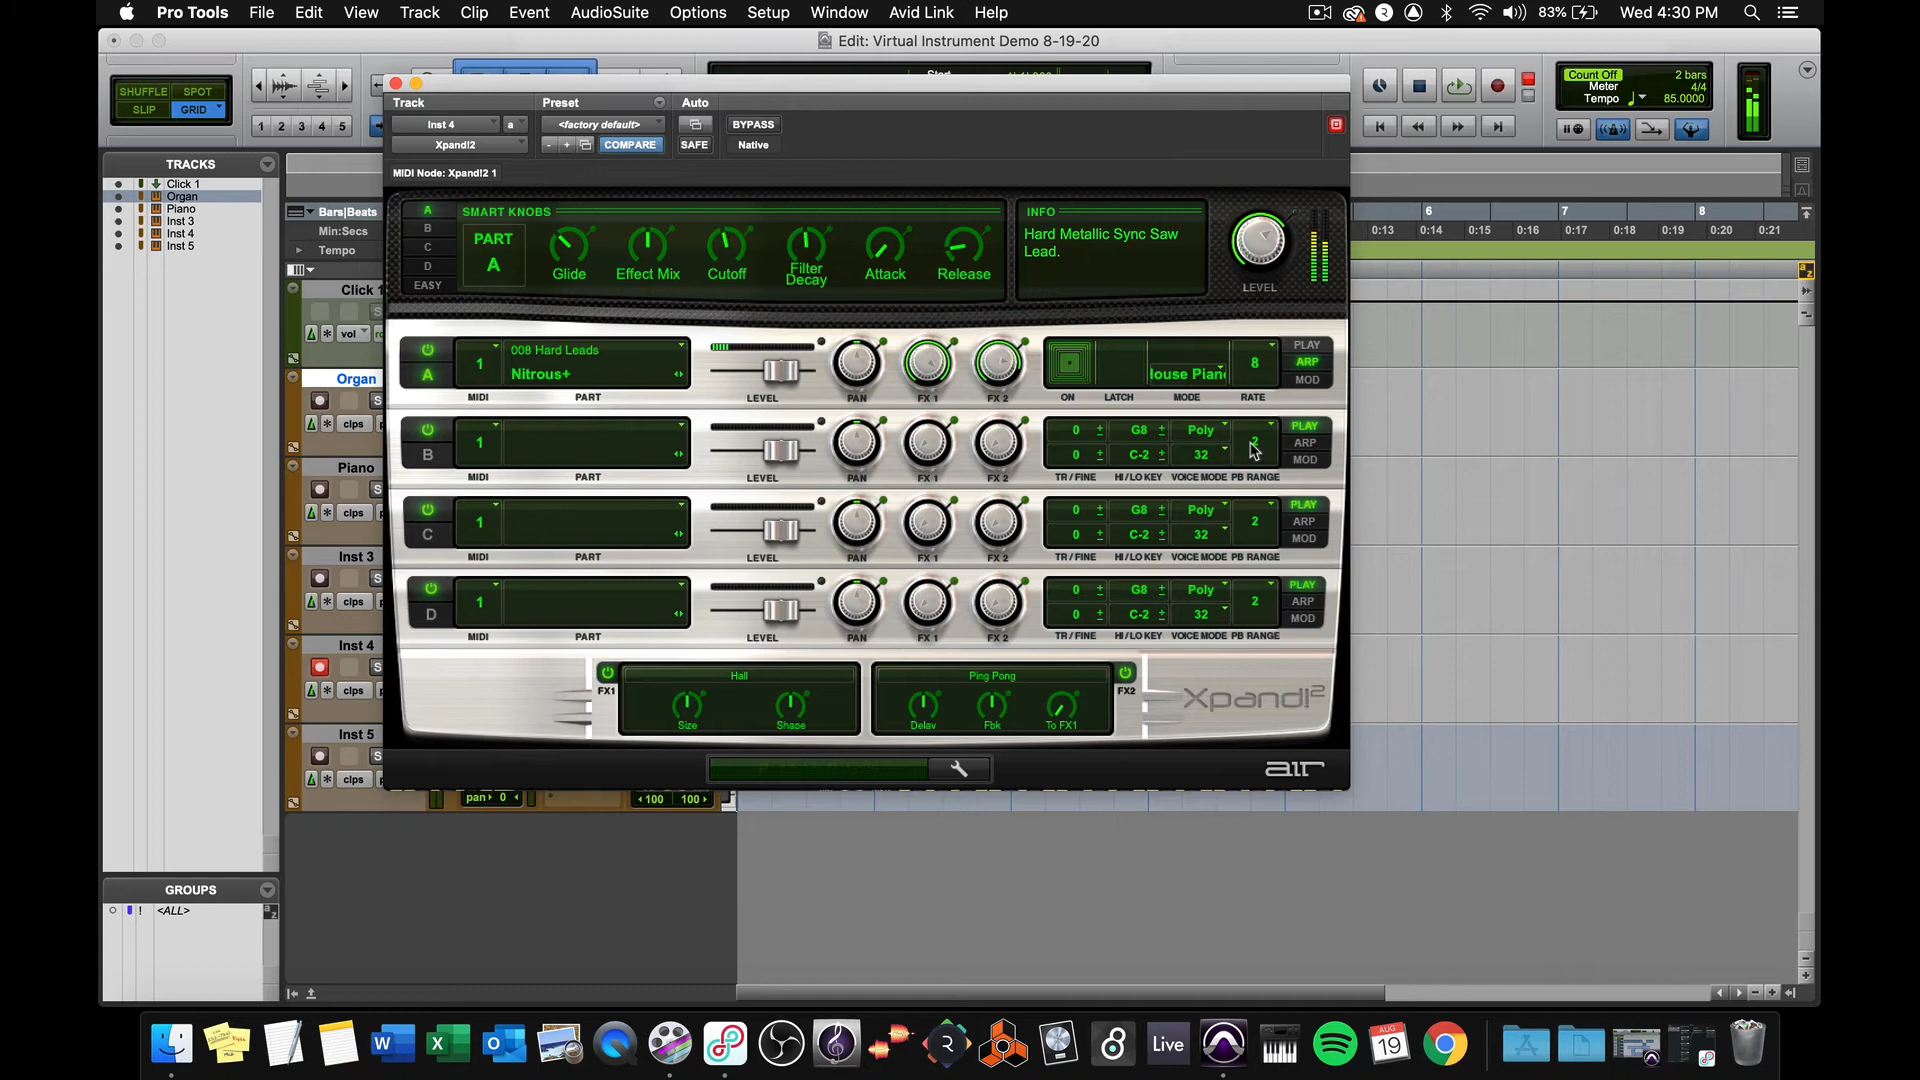 Pro Tools File Edit View Track Clip Event AudioSuite Options Setup Window Avid Link Help 83% Wed 4:30 PM
Edit: Virtual Instrument Demo 8-19-20
SHUFFLE SPOT
SLIP GRID
1 2 3 4 5
Count Off 2 bars
Meter 4/4
Tempo 85.0000
Track Preset Auto
Inst 4 a <factory default> BYPASS
Xpand!2 - + COMPARE SAFE Native
MIDI Node: Xpand!2 1
TRACKS
Click 1
Organ
Piano
Inst 3
Inst 4
Inst 5
Bars|Beats
Min:Secs
Tempo
6 7 8
0:13 0:14 0:15 0:16 0:17 0:18 0:19 0:20 0:21
A
B
C
D
EASY
SMART KNOBS
PART
A
Glide Effect Mix Cutoff Filter Decay Attack Release
INFO
Hard Metallic Sync Saw
Lead.
LEVEL
A 1 008 Hard Leads
Nitrous+
8
PLAY
ARP
MOD
MIDI PART LEVEL PAN FX 1 FX 2 ON LATCH MODE RATE
B 1 0 G8 Poly 2 PLAY
0 C-2 32 ARP
MOD
MIDI PART LEVEL PAN FX 1 FX 2 TR / FINE HI / LO KEY VOICE MODE PB RANGE
C 1 0 G8 Poly 2 PLAY
0 C-2 32 ARP
MOD
MIDI PART LEVEL PAN FX 1 FX 2 TR / FINE HI / LO KEY VOICE MODE PB RANGE
D 1 0 G8 Poly 2 PLAY
0 C-2 32 ARP
MOD
MIDI PART LEVEL PAN FX 1 FX 2 TR / FINE HI / LO KEY VOICE MODE PB RANGE
FX1 Hall
Size Shape
Ping Pong FX2
Delay Fbk To FX1
Xpand!2
air
Click 1
vol
Organ
S
clps
Piano
S
clps
Inst 3
S
clps
Inst 4
S
clps
Inst 5
S
clps
pan 0 100 100
GROUPS
! <ALL>
W X O Live AUG 19